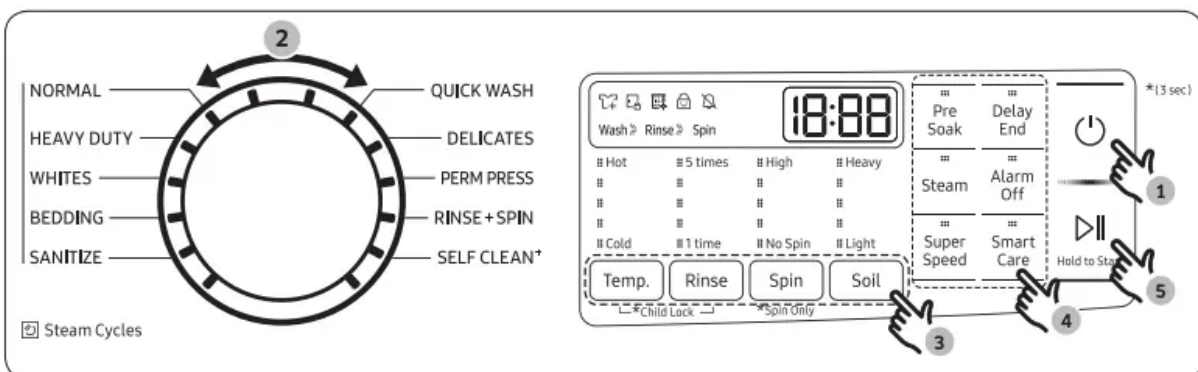 2
NORMAL
HEAVY DUTY
WHITES
BEDDING
SANITIZE
QUICK WASH
DELICATES
PERM PRESS
RINSE + SPIN
SELF CLEAN+
Steam Cycles
18:88
Wash Rinse Spin
Hot 5 times High Heavy
Cold 1 time No Spin Light
Temp. Rinse Spin Soil
*Child Lock *Spin Only
3
Pre Soak
Delay End
Steam
Alarm Off
Super Speed
Smart Care
4
*(3 sec)
1
Hold to Start
5